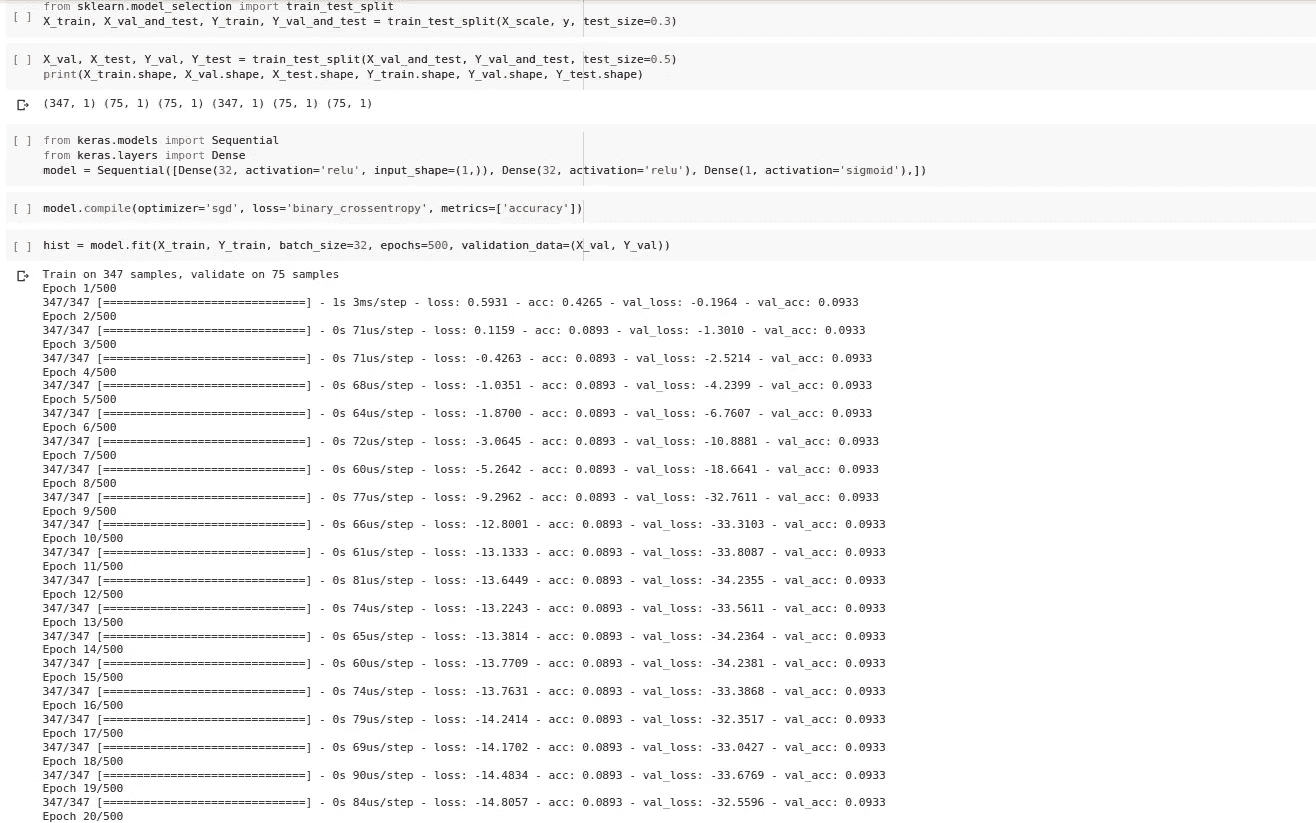 from sklearn.model_selection import train_test_split
[ ] X_train, X_val_and_test, Y_train, Y_val_and_test = train_test_split(X_scale, y, test_size=0.3)
[ ] X_val, X_test, Y_val, Y_test = train_test_split(X_val_and_test, Y_val_and_test, test_size=0.5)
print(X_train.shape, X_val.shape, X_test.shape, Y_train.shape, Y_val.shape, Y_test.shape)
(347, 1) (75, 1) (75, 1) (347, 1) (75, 1) (75, 1)
[ ] from keras.models import Sequential
from keras.layers import Dense
model = Sequential([Dense(32, activation='relu', input_shape=(1,)), Dense(32, activation='relu'), Dense(1, activation='sigmoid'),])
[ ] model.compile(optimizer='sgd', loss='binary_crossentropy', metrics=['accuracy'])
[ ] hist = model.fit(X_train, Y_train, batch_size=32, epochs=500, validation_data=(X_val, Y_val))
Train on 347 samples, validate on 75 samples
Epoch 1/500
347/347 [==============================] - 1s 3ms/step - loss: 0.5931 - acc: 0.4265 - val_loss: -0.1964 - val_acc: 0.0933
Epoch 2/500
347/347 [==============================] - 0s 71us/step - loss: 0.1159 - acc: 0.0893 - val_loss: -1.3010 - val_acc: 0.0933
Epoch 3/500
347/347 [==============================] - 0s 71us/step - loss: -0.4263 - acc: 0.0893 - val_loss: -2.5214 - val_acc: 0.0933
Epoch 4/500
347/347 [==============================] - 0s 68us/step - loss: -1.0351 - acc: 0.0893 - val_loss: -4.2399 - val_acc: 0.0933
Epoch 5/500
347/347 [==============================] - 0s 64us/step - loss: -1.8700 - acc: 0.0893 - val_loss: -6.7607 - val_acc: 0.0933
Epoch 6/500
347/347 [==============================] - 0s 72us/step - loss: -3.0645 - acc: 0.0893 - val_loss: -10.8881 - val_acc: 0.0933
Epoch 7/500
347/347 [==============================] - 0s 60us/step - loss: -5.2642 - acc: 0.0893 - val_loss: -18.6641 - val_acc: 0.0933
Epoch 8/500
347/347 [==============================] - 0s 77us/step - loss: -9.2962 - acc: 0.0893 - val_loss: -32.7611 - val_acc: 0.0933
Epoch 9/500
347/347 [==============================] - 0s 66us/step - loss: -12.8001 - acc: 0.0893 - val_loss: -33.3103 - val_acc: 0.0933
Epoch 10/500
347/347 [==============================] - 0s 61us/step - loss: -13.1333 - acc: 0.0893 - val_loss: -33.8087 - val_acc: 0.0933
Epoch 11/500
347/347 [==============================] - 0s 81us/step - loss: -13.6449 - acc: 0.0893 - val_loss: -34.2355 - val_acc: 0.0933
Epoch 12/500
347/347 [==============================] - 0s 74us/step - loss: -13.2243 - acc: 0.0893 - val_loss: -33.5611 - val_acc: 0.0933
Epoch 13/500
347/347 [==============================] - 0s 65us/step - loss: -13.3814 - acc: 0.0893 - val_loss: -34.2364 - val_acc: 0.0933
Epoch 14/500
347/347 [==============================] - 0s 60us/step - loss: -13.7709 - acc: 0.0893 - val_loss: -34.2381 - val_acc: 0.0933
Epoch 15/500
347/347 [==============================] - 0s 74us/step - loss: -13.7631 - acc: 0.0893 - val_loss: -33.3868 - val_acc: 0.0933
Epoch 16/500
347/347 [==============================] - 0s 79us/step - loss: -14.2414 - acc: 0.0893 - val_loss: -32.3517 - val_acc: 0.0933
Epoch 17/500
347/347 [==============================] - 0s 69us/step - loss: -14.1702 - acc: 0.0893 - val_loss: -33.0427 - val_acc: 0.0933
Epoch 18/500
347/347 [==============================] - 0s 90us/step - loss: -14.4834 - acc: 0.0893 - val_loss: -33.6769 - val_acc: 0.0933
Epoch 19/500
347/347 [==============================] - 0s 84us/step - loss: -14.8057 - acc: 0.0893 - val_loss: -32.5596 - val_acc: 0.0933
Epoch 20/500